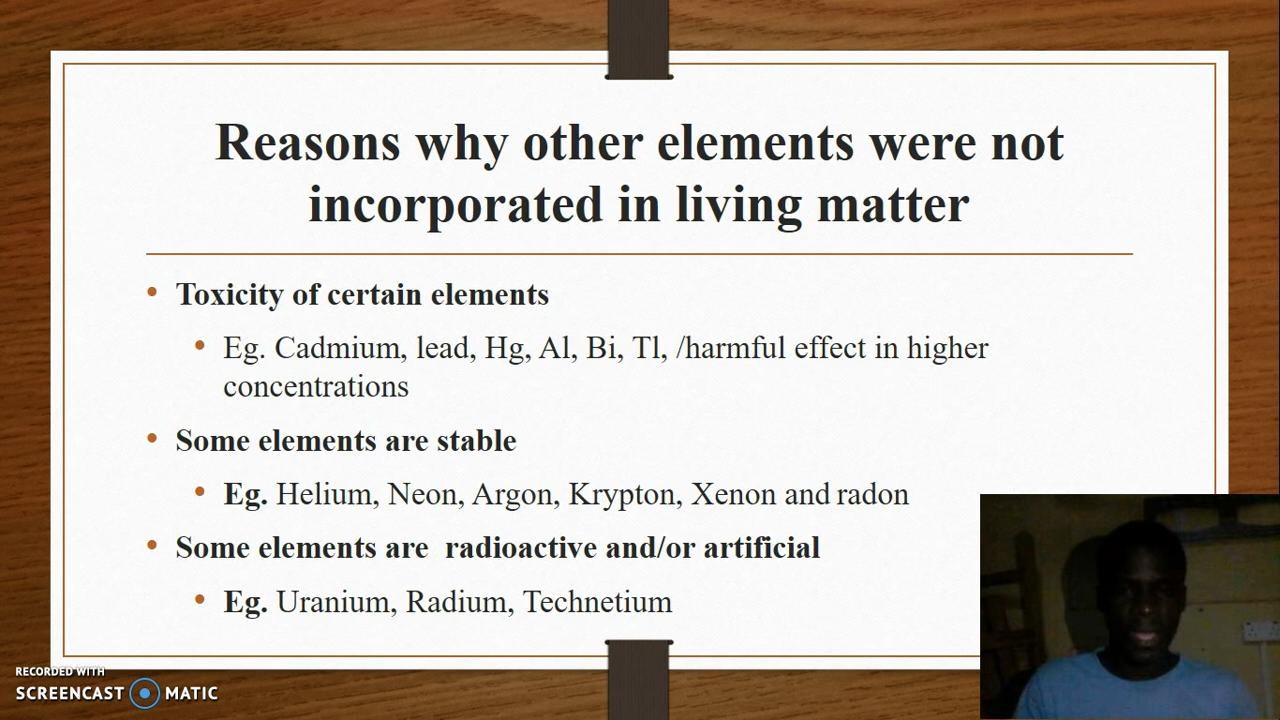 Reasons why other elements were not
incorporated in living matter
• Toxicity of certain elements
• Eg. Cadmium, lead, Hg, Al, Bi, Tl, /harmful effect in higher
concentrations
• Some elements are stable
• Eg. Helium, Neon, Argon, Krypton, Xenon and radon
• Some elements are  radioactive and/or artificial
• Eg. Uranium, Radium, Technetium
RECORDED WITH
SCREENCAST MATIC